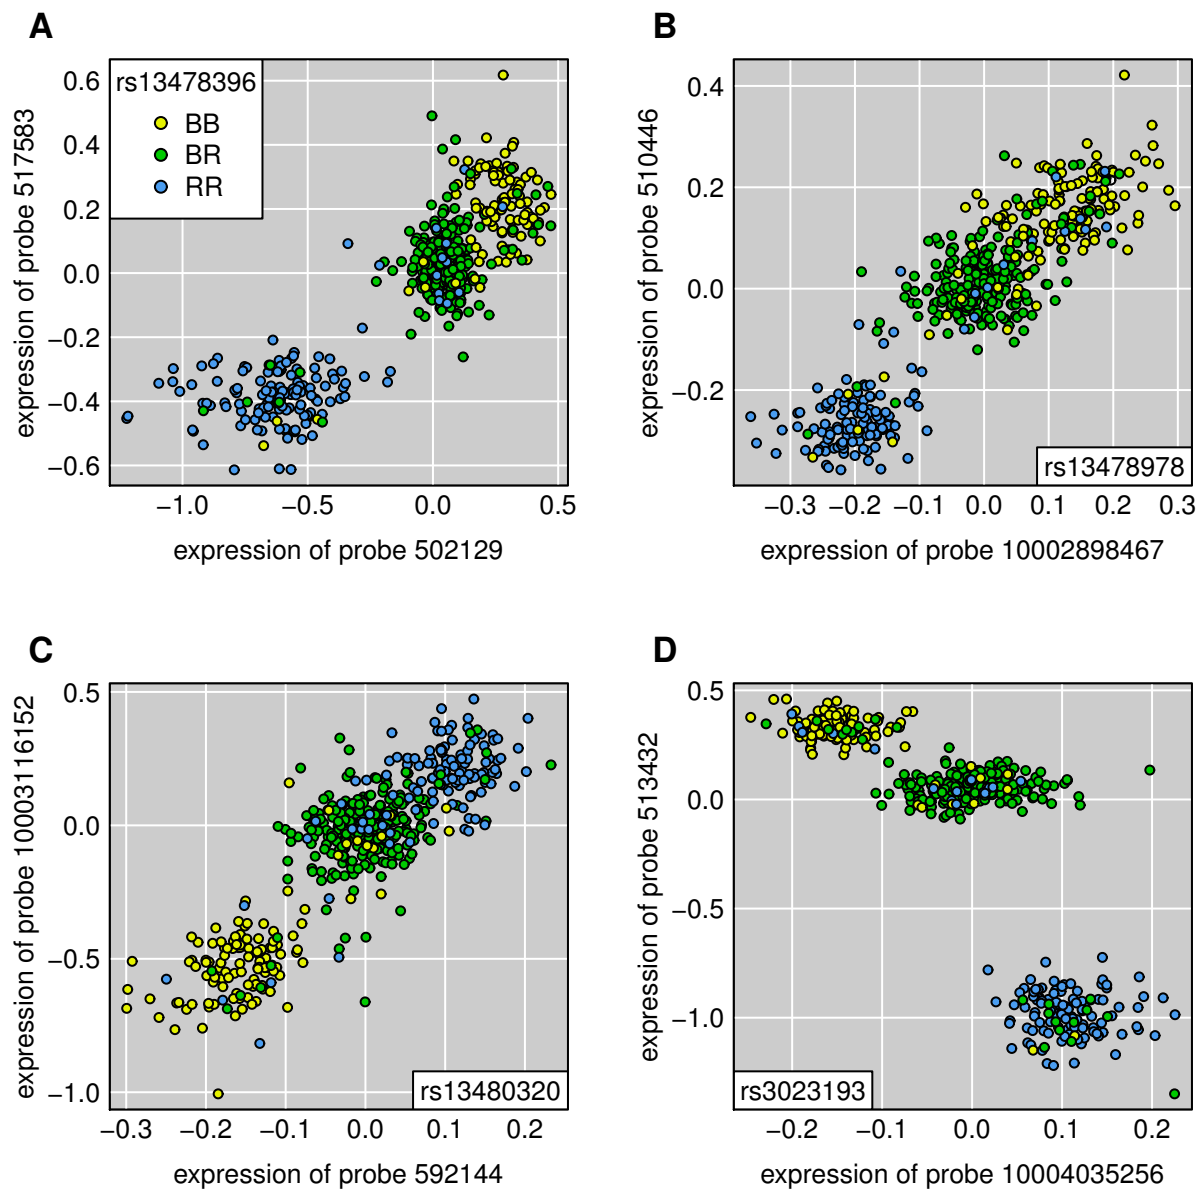 A
expression of probe 517583
0.6
0.4
0.2
0.0
−0.2
−0.4
−0.6
rs13478396
BB
BR
RR
−1.0 −0.5 0.0 0.5
expression of probe 502129
B
expression of probe 510446
0.4
0.2
0.0
−0.2
rs13478978
−0.3 −0.2 −0.1 0.0 0.1 0.2 0.3
expression of probe 10002898467
C
expression of probe 10003116152
0.5
0.0
−0.5
−1.0
rs13480320
−0.3 −0.2 −0.1 0.0 0.1 0.2
expression of probe 592144
D
expression of probe 513432
0.5
0.0
−0.5
−1.0
rs3023193
−0.2 −0.1 0.0 0.1 0.2
expression of probe 10004035256